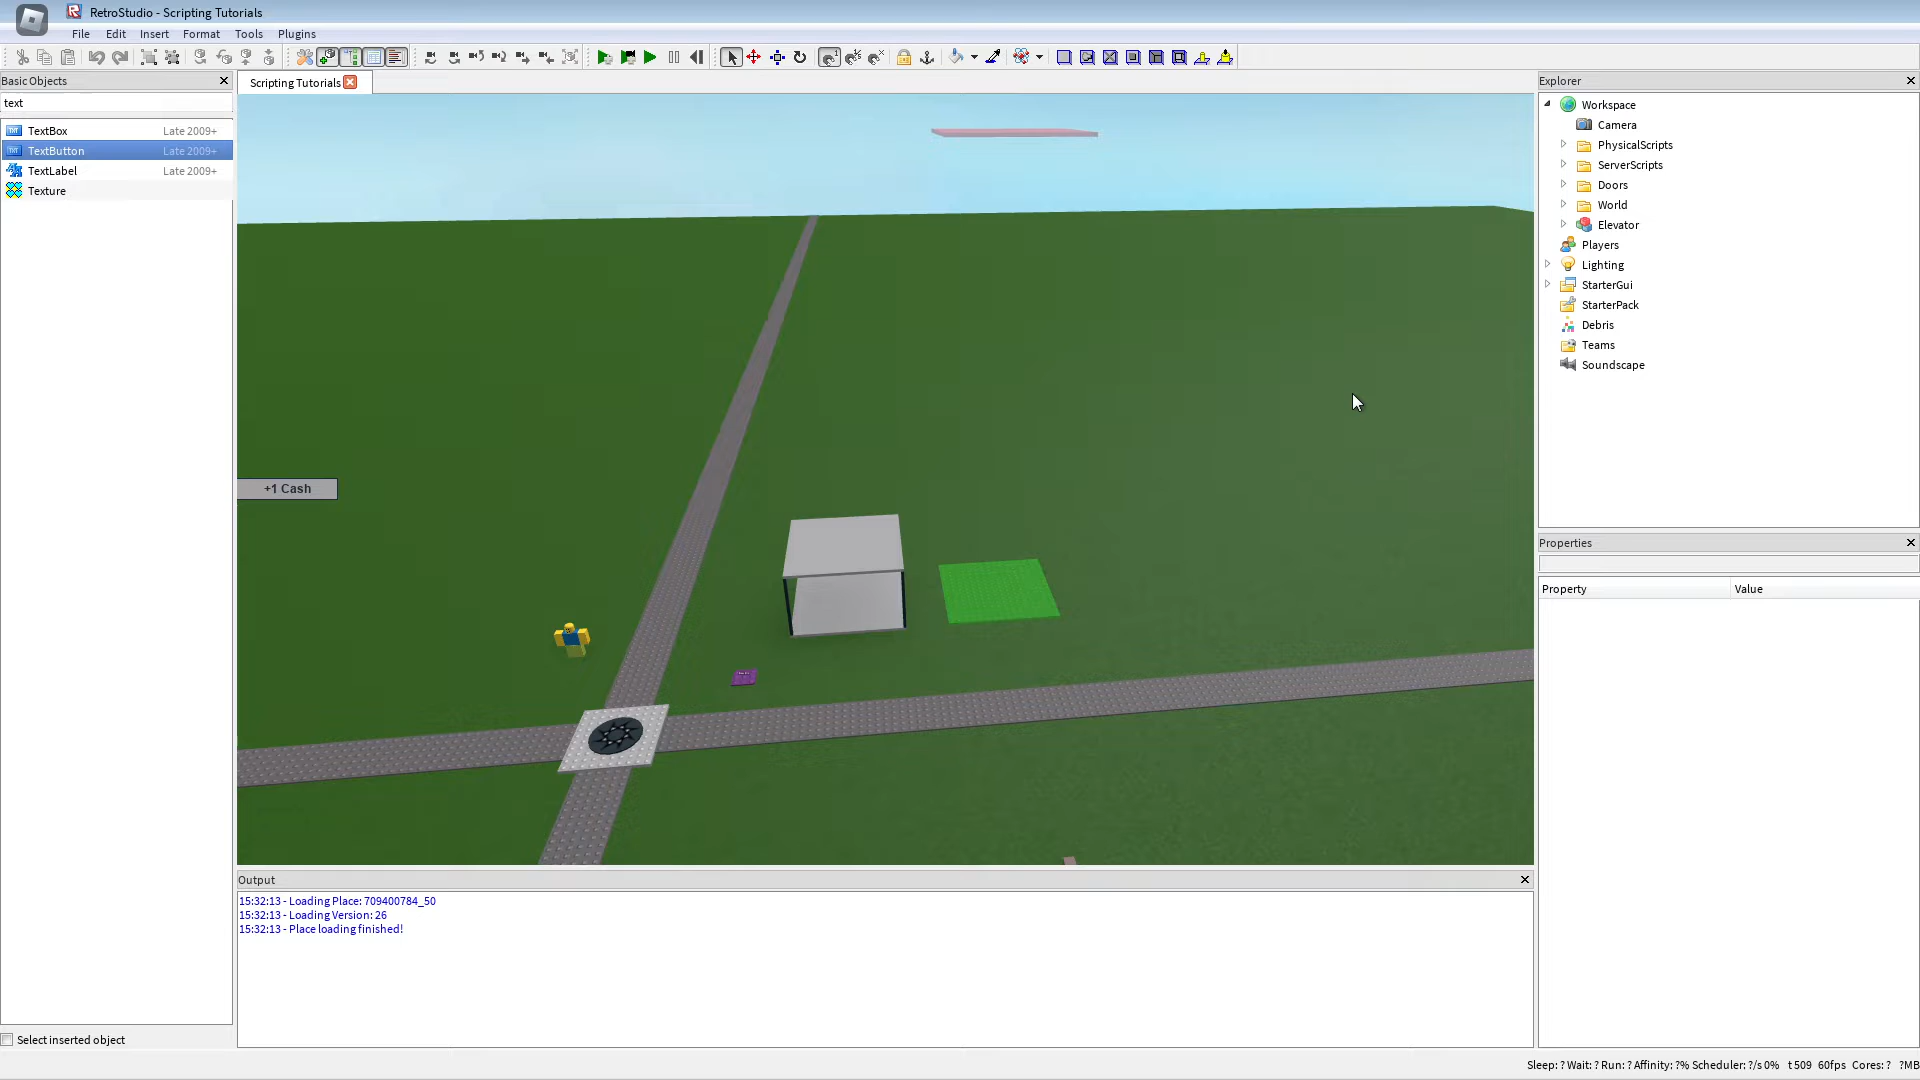 RetroStudio - Scripting Tutorials
File Edit Insert Format Tools Plugins
Basic Objects
text
TextBox Late 2009+
TextButton Late 2009+
TextLabel Late 2009+
Texture
Select inserted object
Scripting Tutorials
+1 Cash
Output
15:32:13 - Loading Place: 709400784_50
15:32:13 - Loading Version: 26
15:32:13 - Place loading finished!
Explorer
Workspace
Camera
PhysicalScripts
ServerScripts
Doors
World
Elevator
Players
Lighting
StarterGui
StarterPack
Debris
Teams
Soundscape
Properties
Property Value
Sleep: ? Wait: ? Run: ? Affinity: ?% Scheduler: ?/s 0% t 509 60fps Cores: ? ?MB